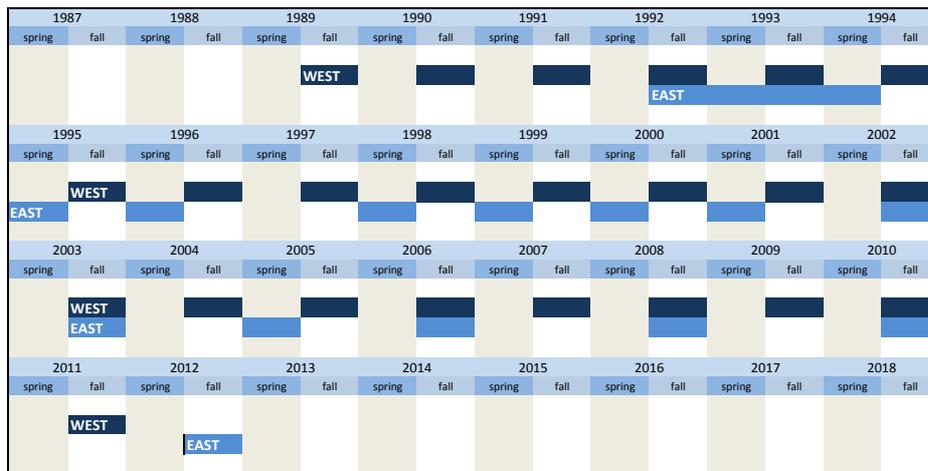 1987 1988 1989 1990 1991 1992 1993 1994
spring fall spring fall spring fall spring fall spring fall spring fall spring fall spring fall
WEST
EAST
1995 1996 1997 1998 1999 2000 2001 2002
spring fall spring fall spring fall spring fall spring fall spring fall spring fall spring fall
WEST
EAST
2003 2004 2005 2006 2007 2008 2009 2010
spring fall spring fall spring fall spring fall spring fall spring fall spring fall spring fall
WEST
EAST
2011 2012 2013 2014 2015 2016 2017 2018
spring fall spring fall spring fall spring fall spring fall spring fall spring fall spring fall
WEST
EAST